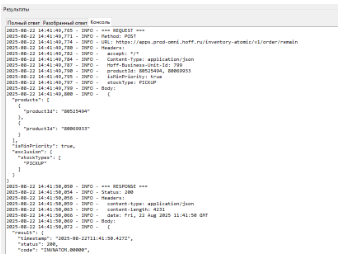 Результаты
Полный ответ Разобранный ответ Консоль
2025-08-22 14:41:49,765 - INFO - === REQUEST ===
2025-08-22 14:41:49,771 - INFO - Method: POST
2025-08-22 14:41:49,774 - INFO - URL: https://apps.prod-omni.hoff.ru/inventory-atomic/v1/order/remain
2025-08-22 14:41:49,780 - INFO - Headers:
2025-08-22 14:41:49,782 - INFO - accept: */*
2025-08-22 14:41:49,784 - INFO - Content-Type: application/json
2025-08-22 14:41:49,787 - INFO - Hoff-Business-Unit-Id: 799
2025-08-22 14:41:49,790 - INFO - productId: 80525494, 80069933
2025-08-22 14:41:49,795 - INFO - isMinPriority: true
2025-08-22 14:41:49,797 - INFO - stockType: PICKUP
2025-08-22 14:41:49,799 - INFO - Body:
2025-08-22 14:41:49,800 - INFO - {
"products": [
{
"productId": "80525494"
},
{
"productId": "80069933"
}
],
"isMinPriority": true,
"exclusion": {
"stockTypes": [
"PICKUP"
]
}
}
2025-08-22 14:41:50,050 - INFO - === RESPONSE ===
2025-08-22 14:41:50,054 - INFO - Status: 200
2025-08-22 14:41:50,056 - INFO - Headers:
2025-08-22 14:41:50,059 - INFO - content-type: application/json
2025-08-22 14:41:50,063 - INFO - content-length: 4231
2025-08-22 14:41:50,066 - INFO - date: Fri, 22 Aug 2025 11:41:50 GMT
2025-08-22 14:41:50,069 - INFO - Body:
2025-08-22 14:41:50,072 - INFO - {
"result": {
"timestamp": "2025-08-22T11:41:50.417Z",
"status": 200,
"code": "INVNATCM.00000",